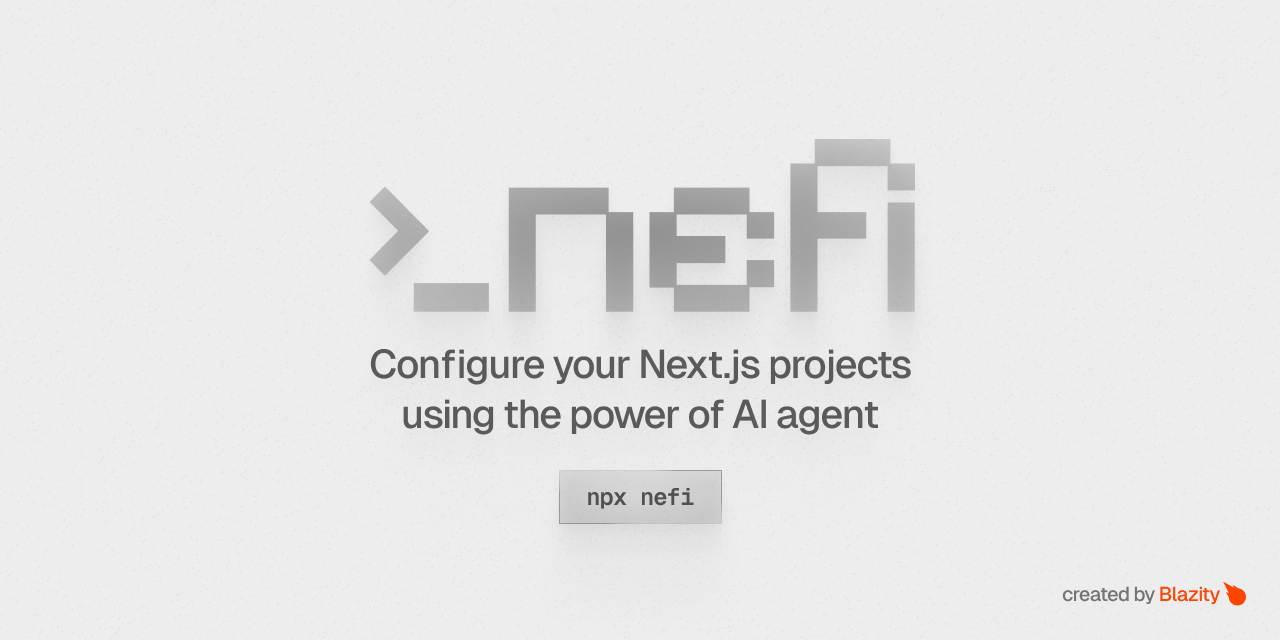 >_nefi
Configure your Next.js projects
using the power of AI agent
npx nefi
created by Blazity